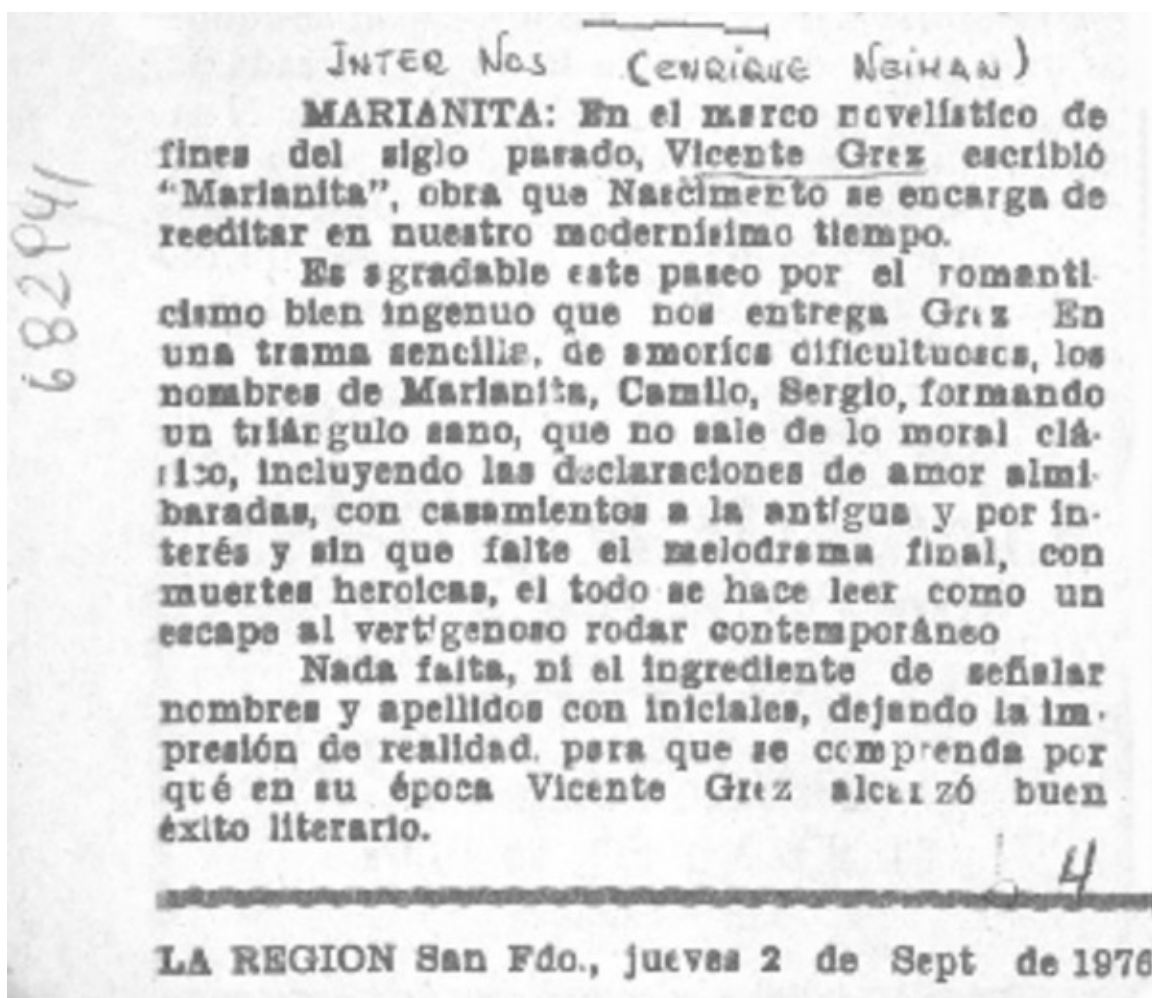 INTER NOS (ENRIQUE NEIMAN)
MARIANITA: En el marco novelístico de
fines del siglo pasado, Vicente Grez escribió
“Marianita”, obra que Nascimento se encarga de
reeditar en nuestro modernísimo tiempo.
Es agradable este paseo por el romanti-
cismo bien ingenuo que nos entrega Grez En
una trama sencilla, de amoríos dificultuosos, los
nombres de Marianita, Camilo, Sergio, formando
un triángulo sano, que no sale de lo moral clá-
sico, incluyendo las declaraciones de amor almi-
baradas, con casamientos a la antigua y por in-
terés y sin que falte el melodrama final, con
muertes heroicas, el todo se hace leer como un
escape al vertigenoso rodar contemporáneo
Nada falta, ni el ingrediente de señalar
nombres y apellidos con iniciales, dejando la im-
presión de realidad. para que se comprenda por
qué en su época Vicente Grez alcanzó buen
éxito literario.
4
LA REGION San Fdo., jueves 2 de Sept de 1976
682941